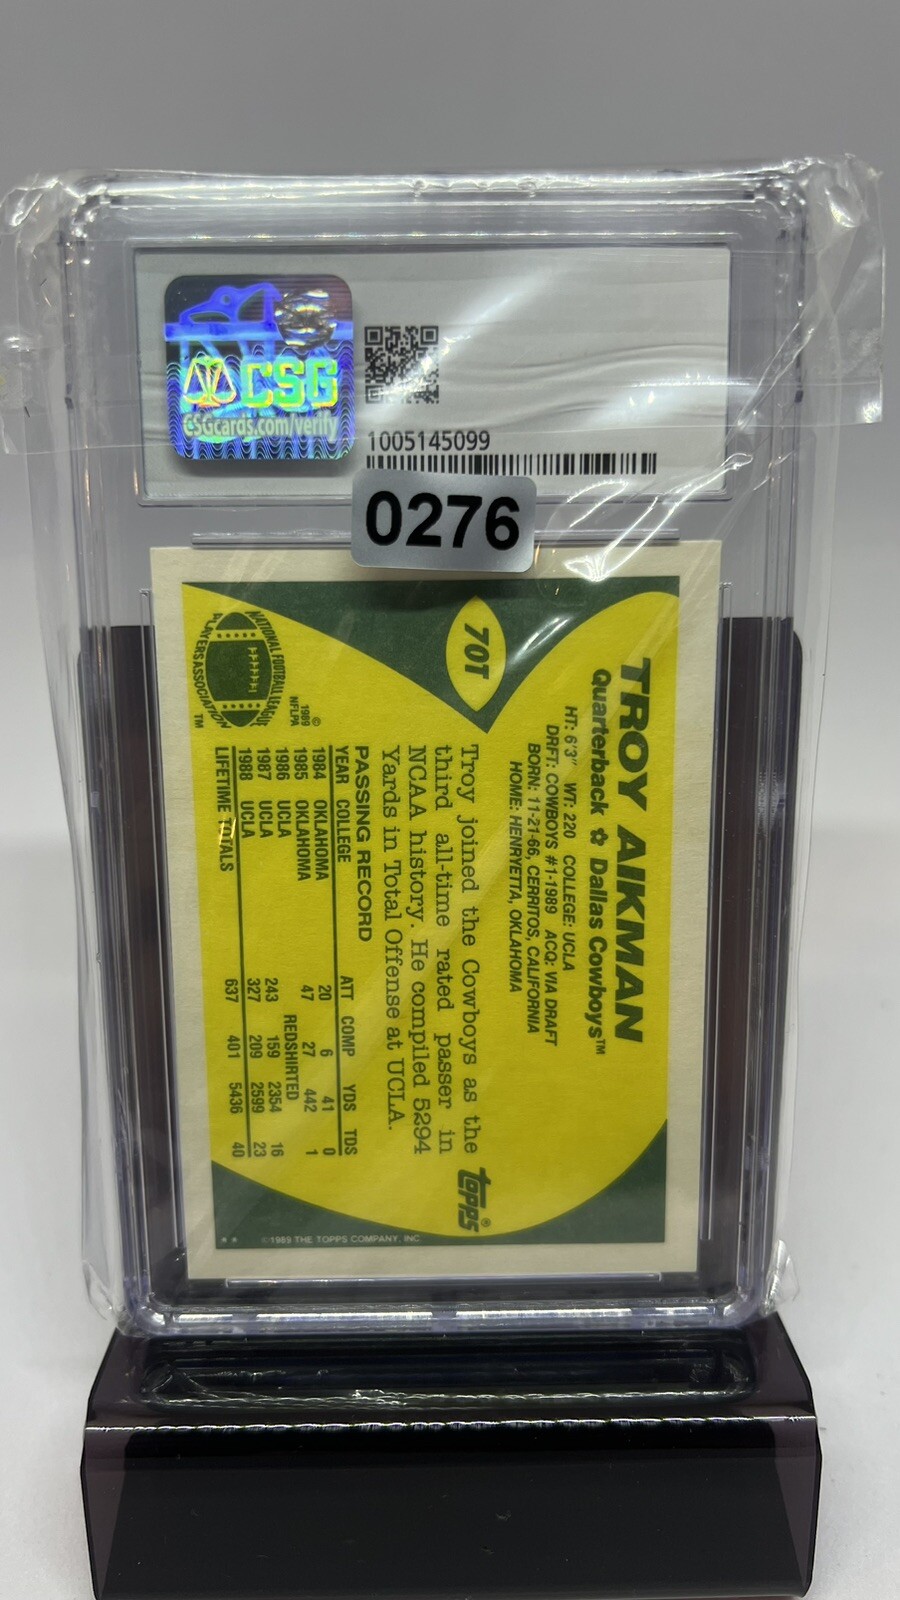 CSG
CSGcards.com/verify
1005145099
0276
70T
TROY AIKMAN
Quarterback ☆ Dallas Cowboys™
HT: 6'3" WT: 220 COLLEGE: UCLA
DRFT: COWBOYS #1-1989 ACQ: VIA DRAFT
BORN: 11-21-66, CERRITOS, CALIFORNIA
HOME: HENRYETTA, OKLAHOMA
Troy joined the Cowboys as the
third all-time rated passer in
NCAA history. He compiled 5294
Yards in Total Offense at UCLA.
topps®
PASSING RECORD
YEAR COLLEGE ATT COMP YDS TDS
1984 OKLAHOMA 20 6 41 0
1985 OKLAHOMA 47 27 442 1
1986 UCLA REDSHIRTED
1987 UCLA 243 159 2354 16
1988 UCLA 327 209 2599 23
LIFETIME TOTALS 637 401 5436 40
NATIONAL FOOTBALL LEAGUE
PLAYERS ASSOCIATION
TM
©
1989
NFLPA
** ©1989 THE TOPPS COMPANY, INC